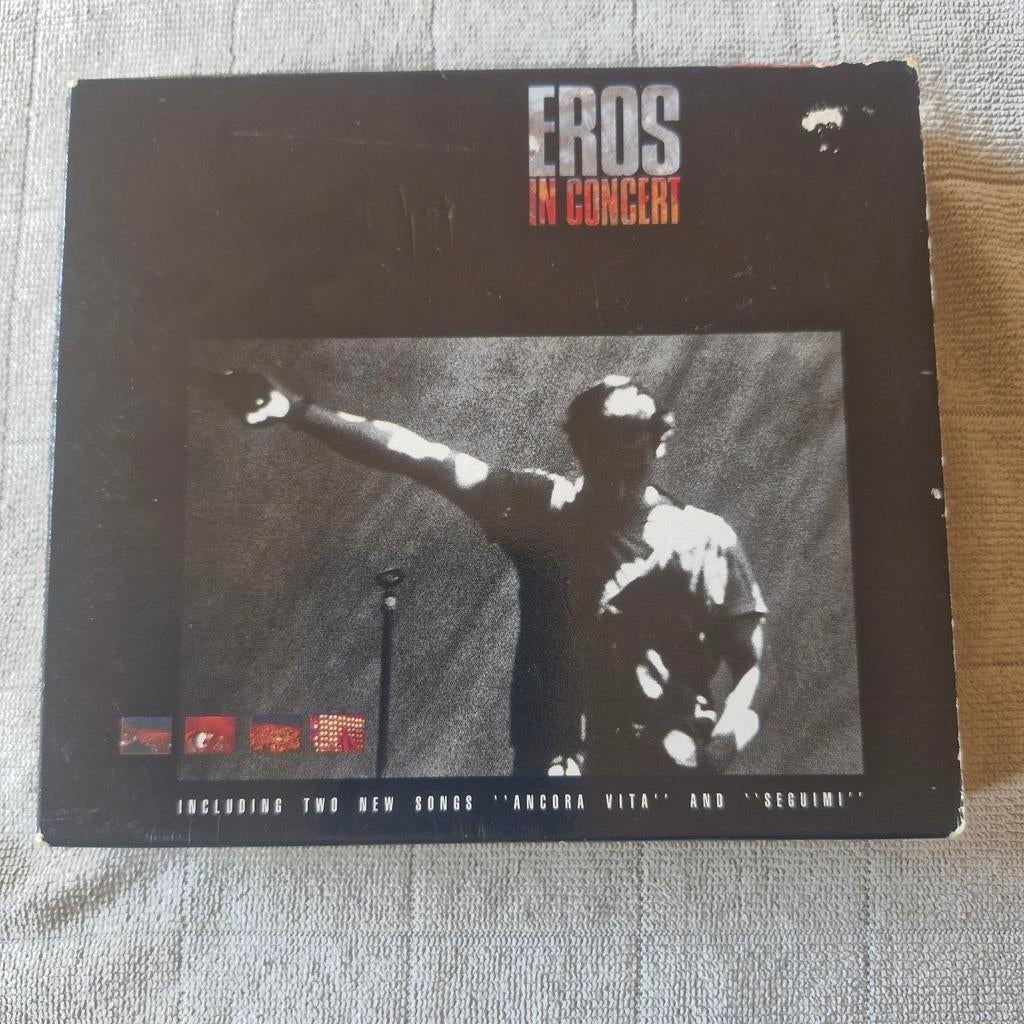 EROS
IN CONCERT
INCLUDING TWO NEW SONGS ''ANCORA VITA'' AND ''SEGUIMI''